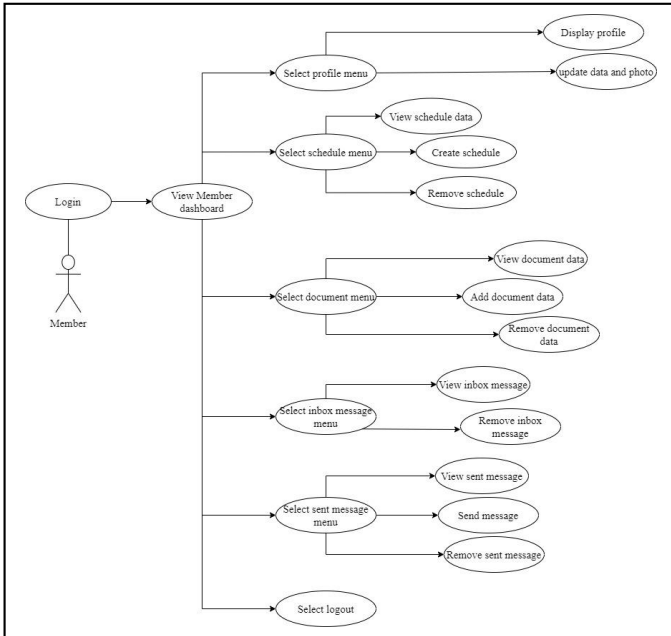 Display profile
Select profile menu
update data and photo
View schedule data
Select schedule menu
Create schedule
Remove schedule
Login
View Member
dashboard
Member
View document data
Select document menu
Add document data
Remove document
data
View inbox message
Select inbox message
menu
Remove inbox
message
View sent message
Select sent message
menu
Send message
Remove sent message
Select logout